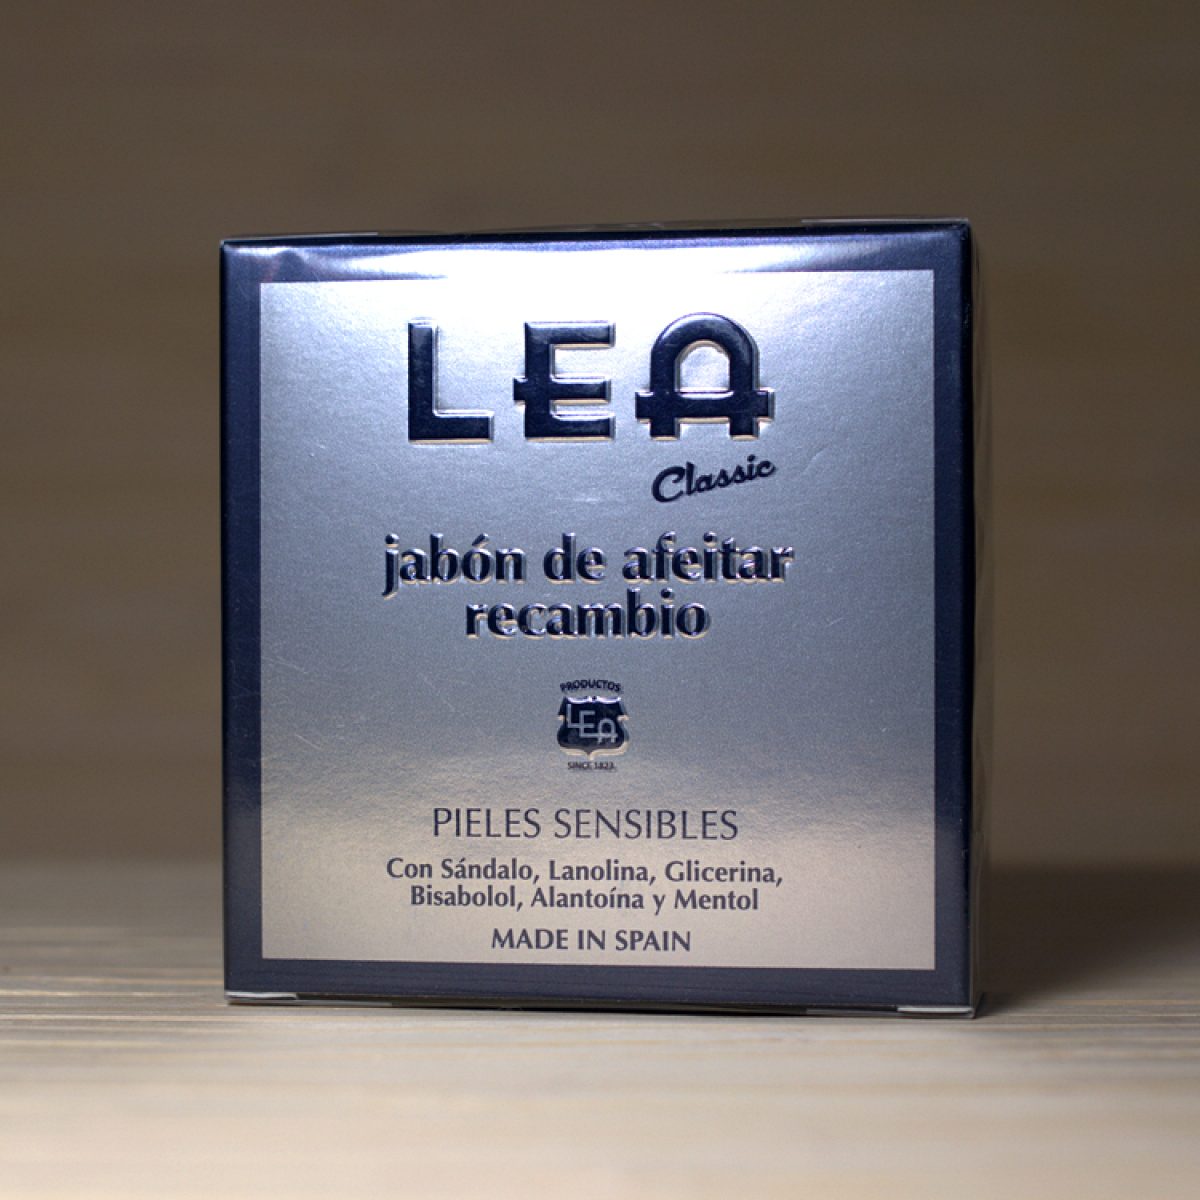 LEA
Classic
jabón de afeitar
recambio
PRODUCTOS
LEA
SINCE 1823
PIELES SENSIBLES
Con Sándalo, Lanolina, Glicerina,
Bisabolol, Alantoína y Mentol
MADE IN SPAIN